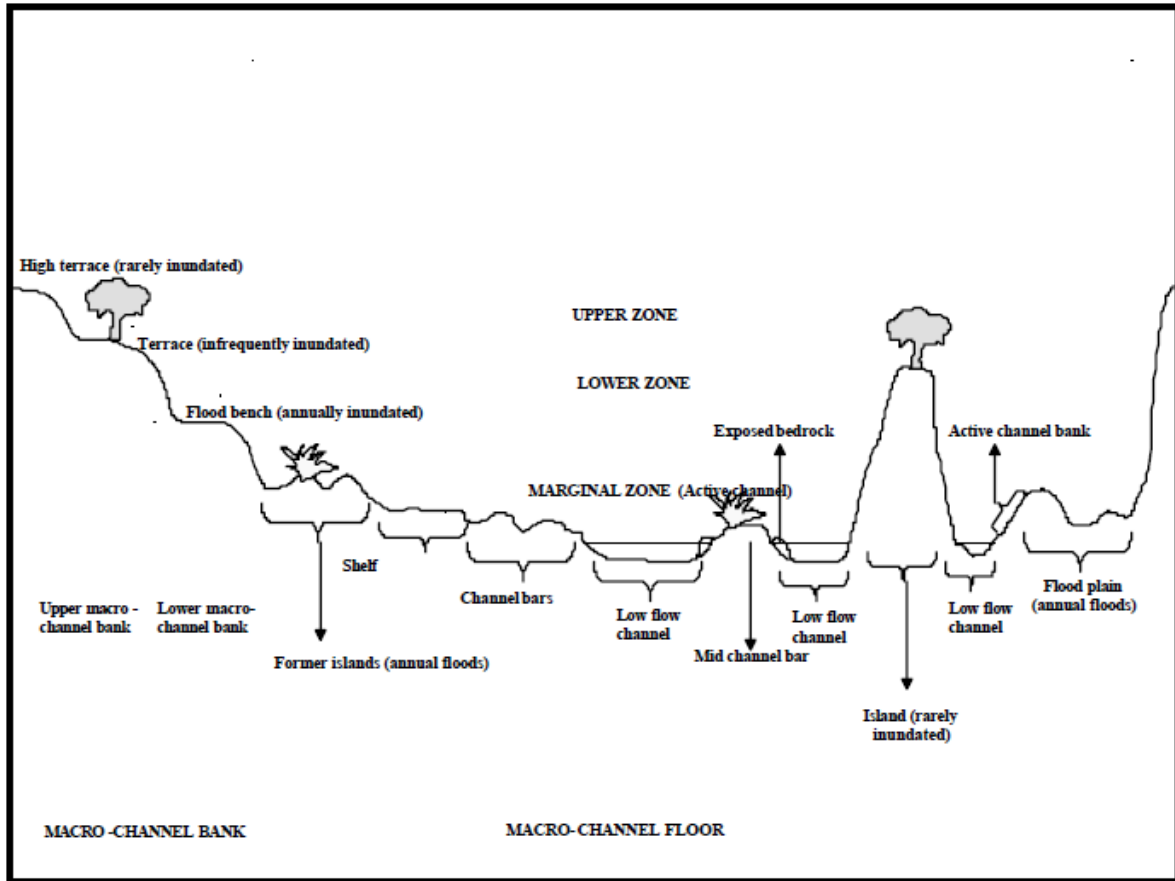 High terrace (rarely inundated)
UPPER ZONE
Terrace (infrequently inundated)
LOWER ZONE
Flood bench (annually inundated)
Exposed bedrock
Active channel bank
MARGINAL ZONE (Active channel)
Shelf
Channel bars
Low flow
channel
Mid channel bar
Low flow
channel
Low flow
channel
Flood plain
(annual floods)
Upper macro -
channel bank
Lower macro-
channel bank
Former islands (annual floods)
Island (rarely
inundated)
MACRO -CHANNEL BANK
MACRO- CHANNEL FLOOR